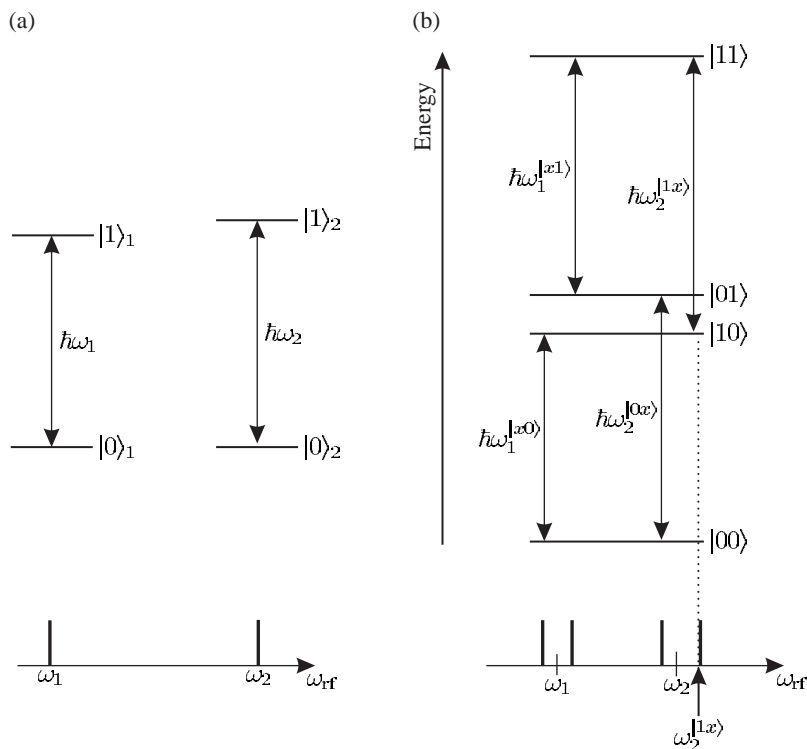 (a)
|1⟩₁
|1⟩₂
ħω₁
ħω₂
|0⟩₁
|0⟩₂
ω₁
ω₂
ω_rf
(b)
Energy
|11⟩
ħω₁^|x1⟩
ħω₂^|1x⟩
|01⟩
|10⟩
ħω₁^|x0⟩
ħω₂^|0x⟩
|00⟩
ω₁
ω₂
ω_rf
ω₂^|1x⟩